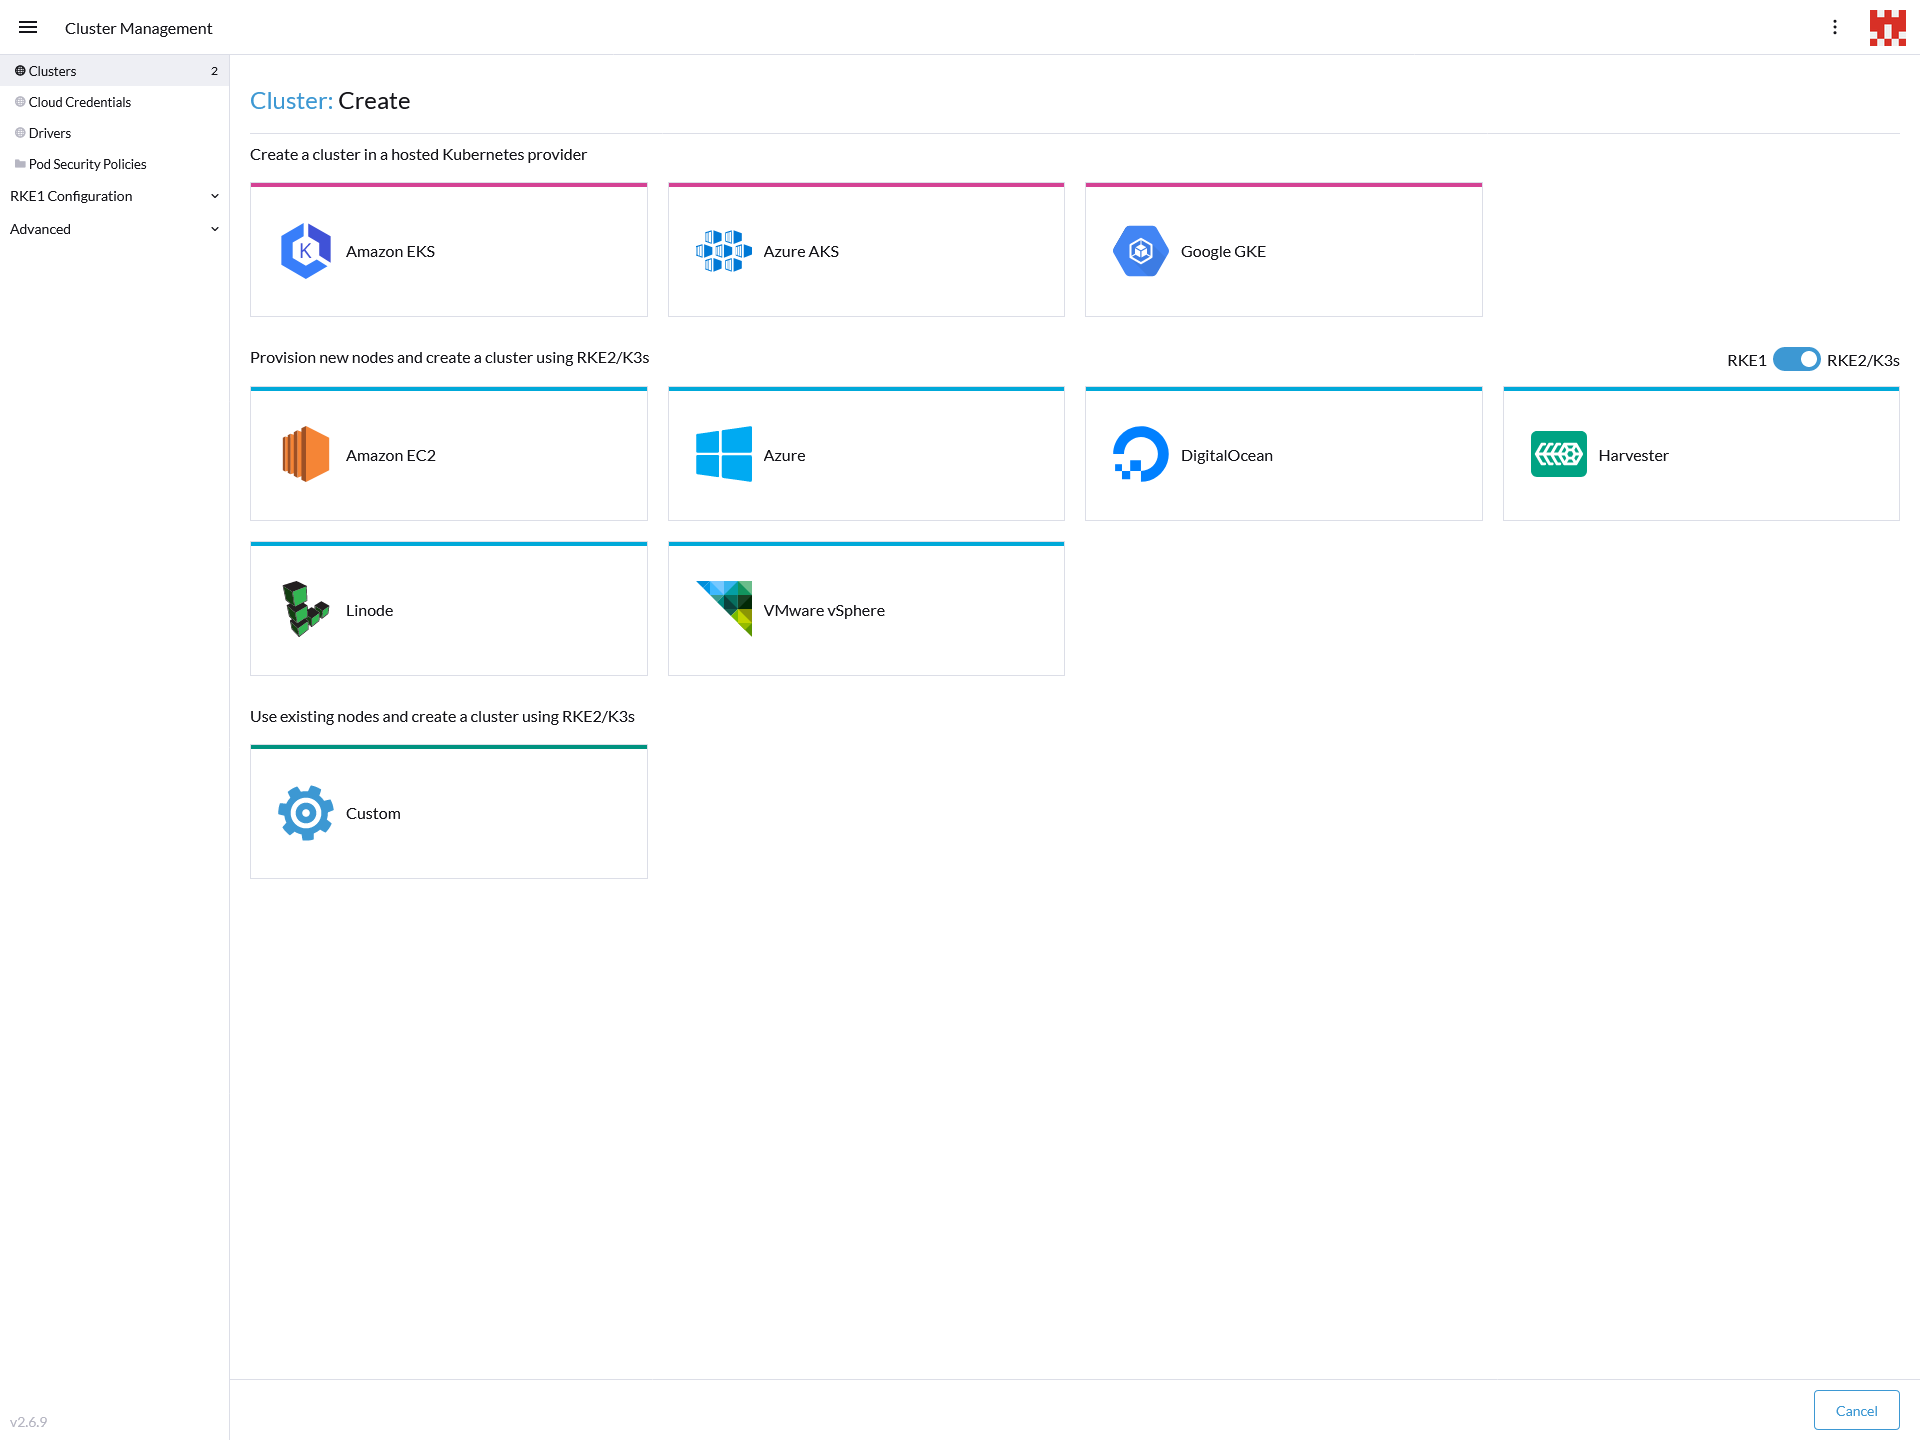 Cluster Management
Clusters 2
Cloud Credentials
Drivers
Pod Security Policies
RKE1 Configuration
Advanced
v2.6.9
Cluster: Create
Create a cluster in a hosted Kubernetes provider
K
Amazon EKS
Azure AKS
Google GKE
Provision new nodes and create a cluster using RKE2/K3s
RKE1 RKE2/K3s
Amazon EC2
Azure
DigitalOcean
Harvester
Linode
VMware vSphere
Use existing nodes and create a cluster using RKE2/K3s
Custom
Cancel